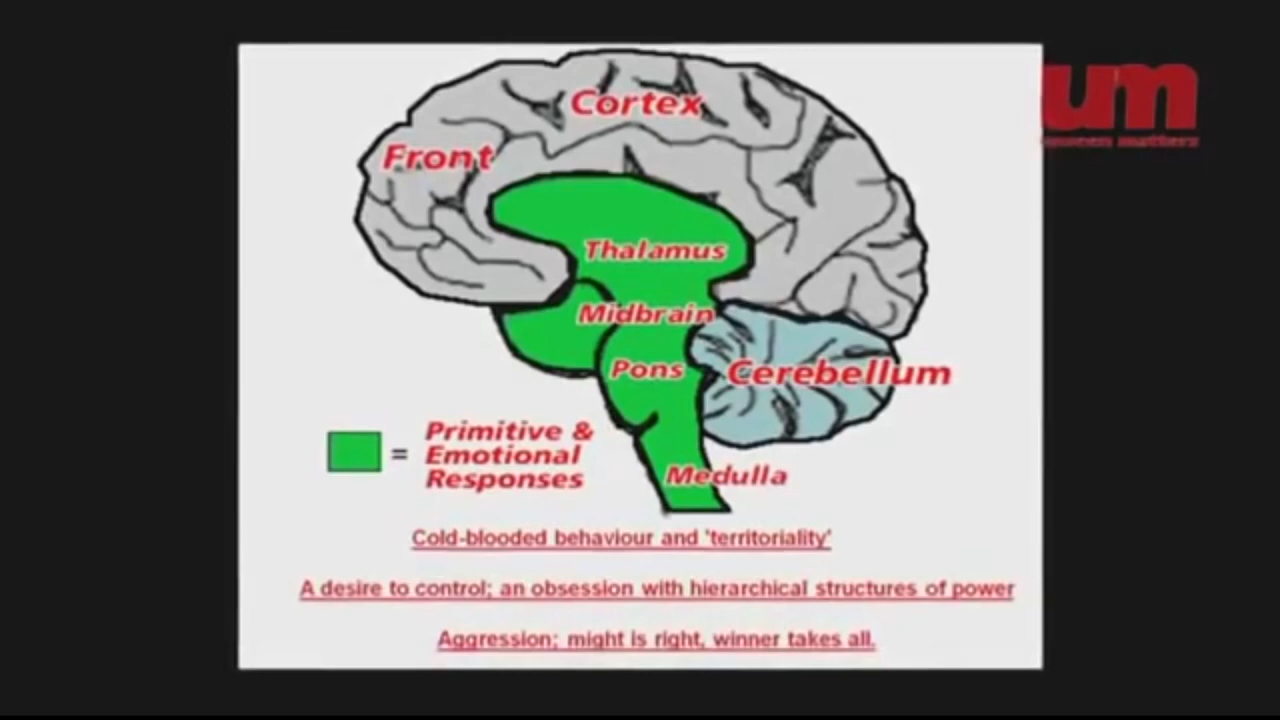 um
Cortex
Front
Thalamus
Midbrain
Pons
Cerebellum
= Primitive &
Emotional
Responses
Medulla
Cold-blooded behaviour and 'territoriality'
A desire to control; an obsession with hierarchical structures of power
Aggression; might is right, winner takes all.